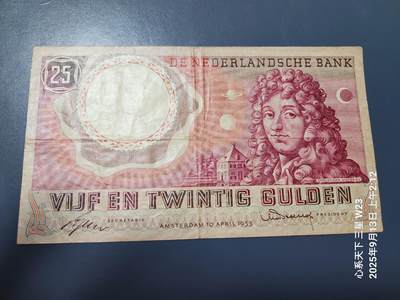 25
DE NEDERLANDSCHE BANK
VIJF EN TWINTIG GULDEN
SECRETARIS
AMSTERDAM 10 APRIL 1955
PRESIDENT
心系天下 三星 W23
2025年9月13日 上午2:12